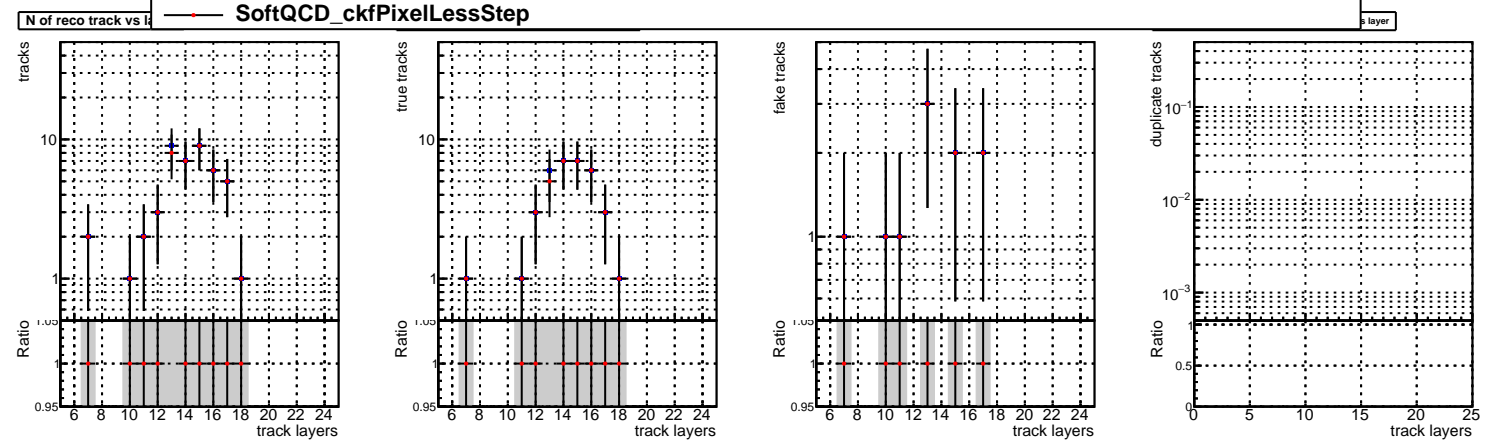 SoftQCD_ckfPixelLessStep
N of reco track vs la
s layer
tracks
10
1
Ratio
1.05
1
0.95
6 8 10 12 14 16 18 20 22 24
track layers
true tracks
10
1
Ratio
1.05
1
0.95
6 8 10 12 14 16 18 20 22 24
track layers
fake tracks
1
Ratio
1.05
1
0.95
6 8 10 12 14 16 18 20 22 24
track layers
duplicate tracks
10⁻¹
10⁻²
10⁻³
Ratio
1
0.5
0
0 5 10 15 20 25
track layers